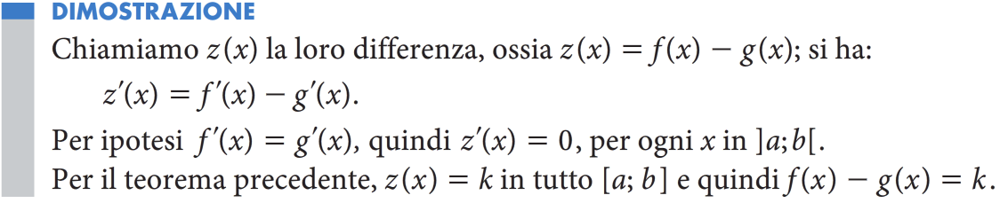 DIMOSTRAZIONE
Chiamiamo z(x) la loro differenza, ossia z(x) = f(x) − g(x); si ha:
z′(x) = f′(x) − g′(x).
Per ipotesi f′(x) = g′(x), quindi z′(x) = 0, per ogni x in ]a;b[.
Per il teorema precedente, z(x) = k in tutto [a; b] e quindi f(x) − g(x) = k.